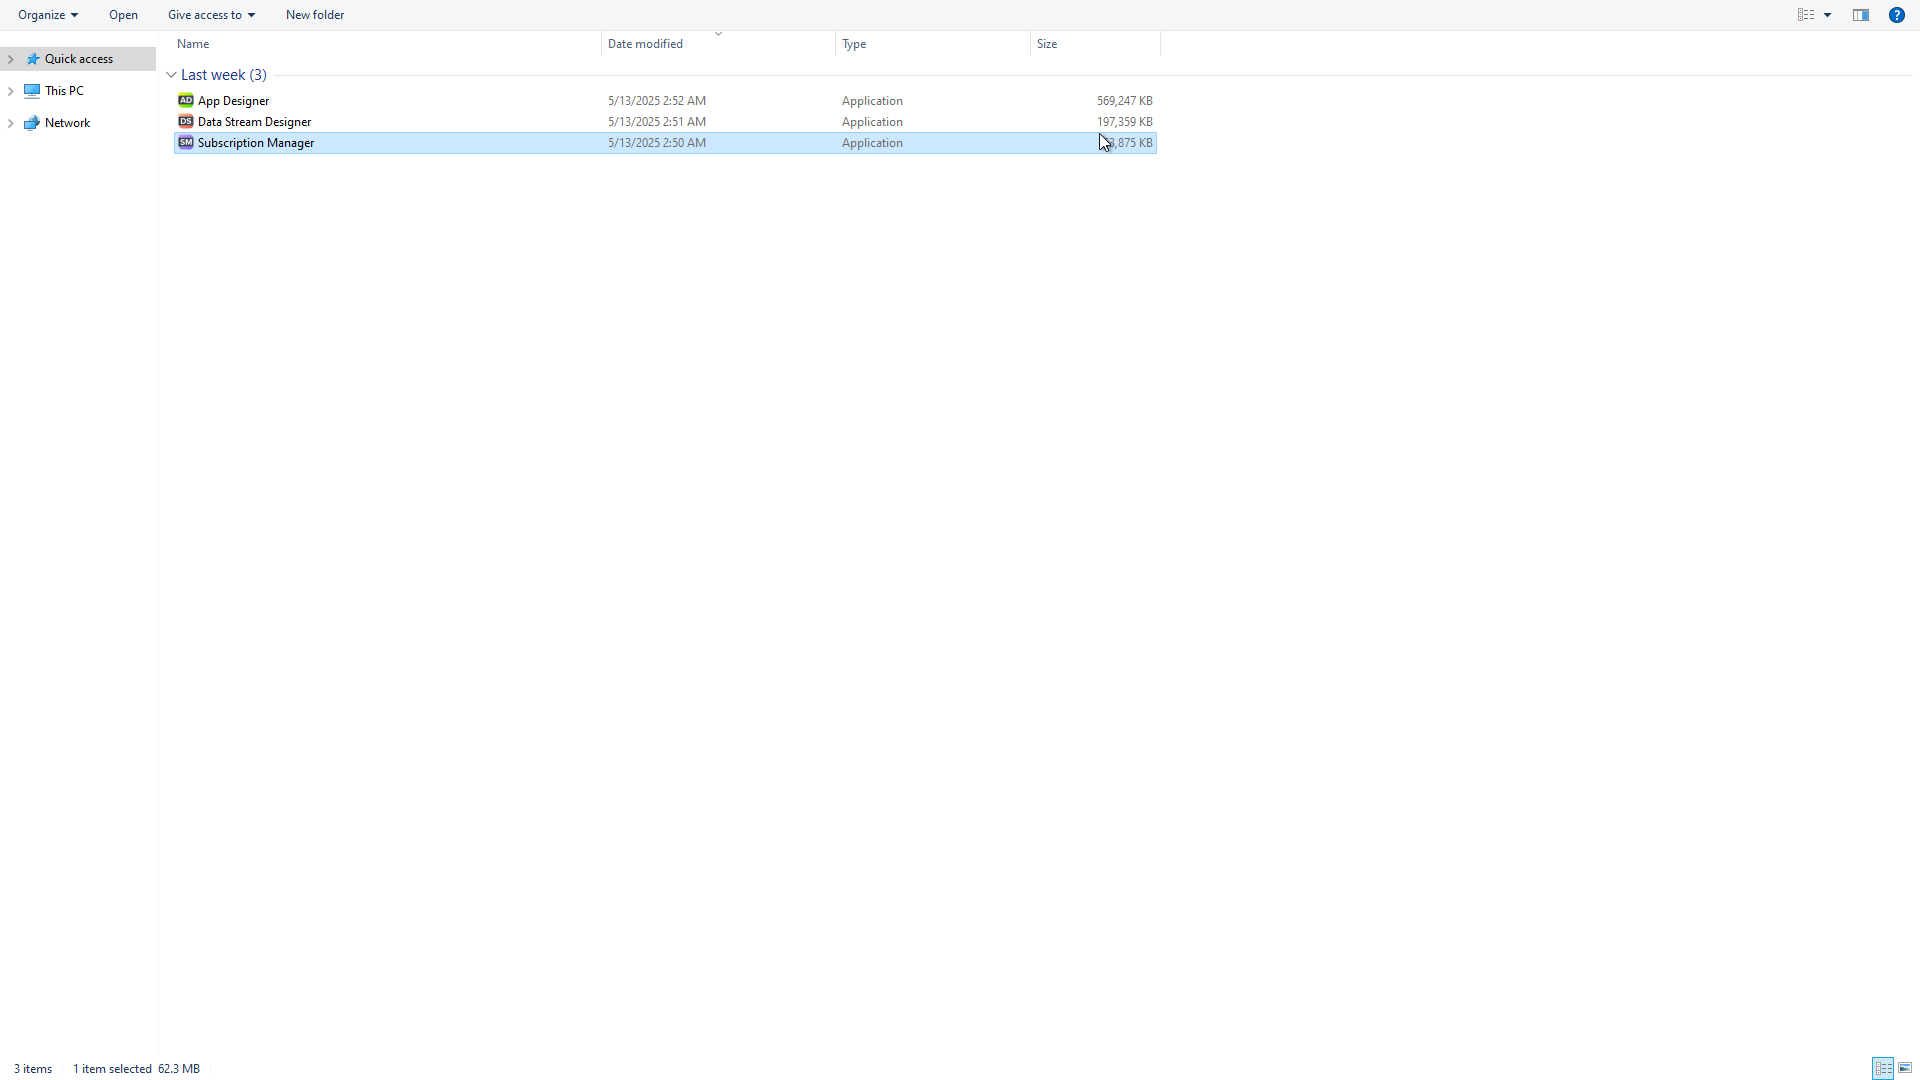 Organize Open Give access to New folder
Name Date modified Type Size
Quick access
Last week (3)
This PC
AD App Designer 5/13/2025 2:52 AM Application 569,247 KB
Network
DS Data Stream Designer 5/13/2025 2:51 AM Application 197,359 KB
SM Subscription Manager 5/13/2025 2:50 AM Application ,875 KB
3 items 1 item selected 62.3 MB